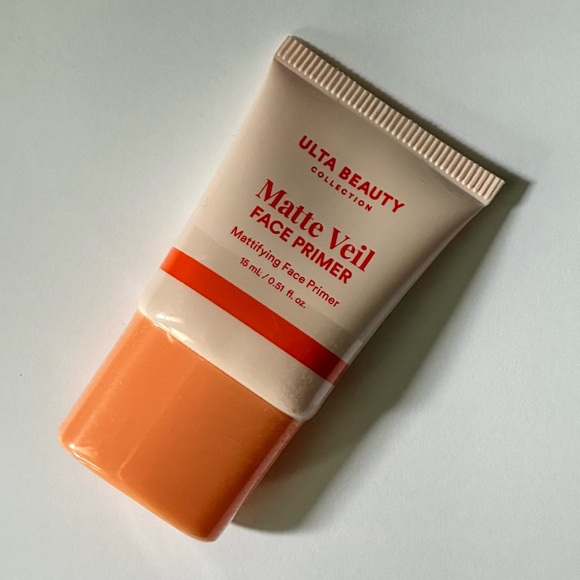 ULTA BEAUTY
COLLECTION
Matte Veil
FACE PRIMER
Mattifying Face Primer
15 mL / 0.51 fl. oz.